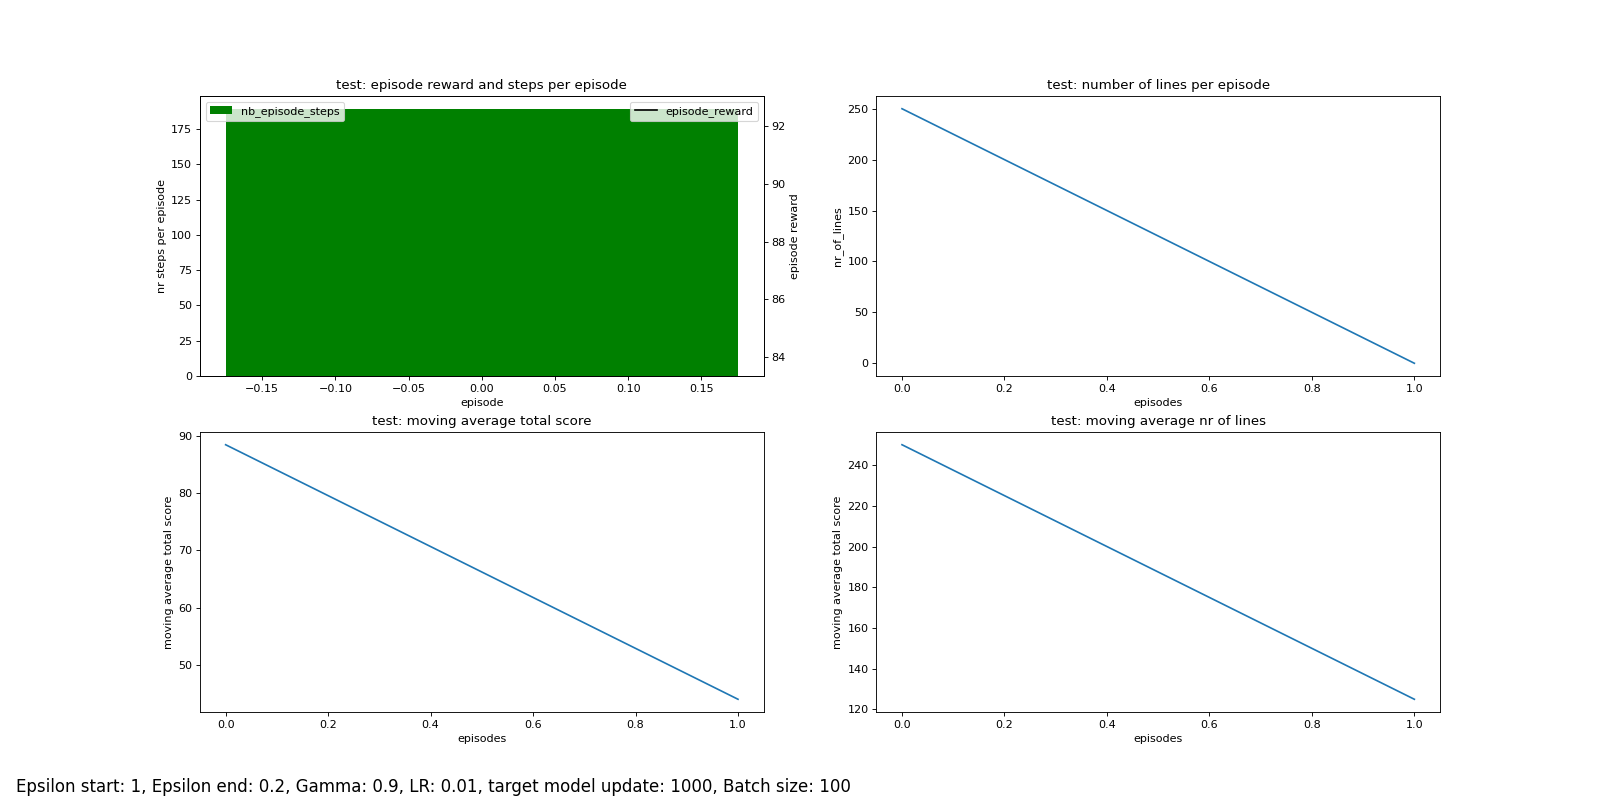 test: episode reward and steps per episode
nb_episode_steps
episode_reward
175
150
125
100
75
50
25
0
nr steps per episode
92
90
88
86
84
episode reward
−0.15 −0.10 −0.05 0.00 0.05 0.10 0.15
episode
test: number of lines per episode
250
200
150
100
50
0
nr_of_lines
0.0 0.2 0.4 0.6 0.8 1.0
episodes
test: moving average total score
90
80
70
60
50
moving average total score
0.0 0.2 0.4 0.6 0.8 1.0
episodes
test: moving average nr of lines
240
220
200
180
160
140
120
moving average total score
0.0 0.2 0.4 0.6 0.8 1.0
episodes
Epsilon start: 1, Epsilon end: 0.2, Gamma: 0.9, LR: 0.01, target model update: 1000, Batch size: 100